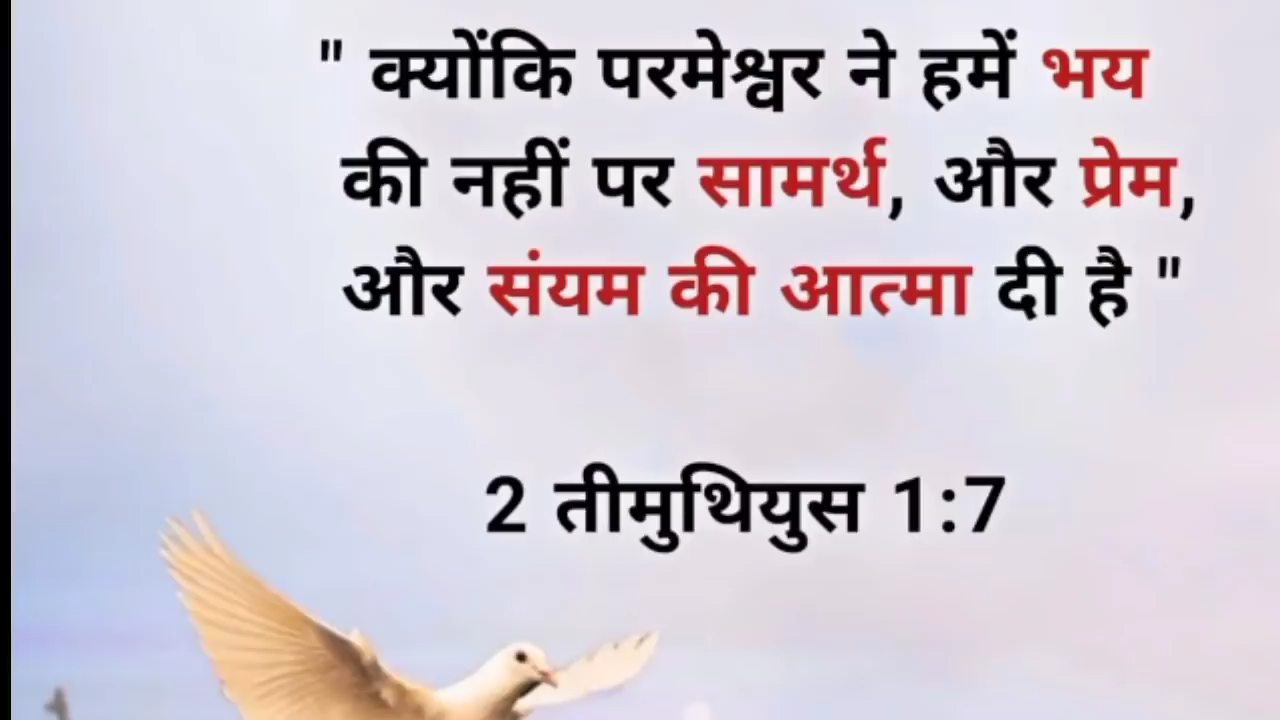 " क्योंकि परमेश्वर ने हमें भय
की नहीं पर सामर्थ, और प्रेम,
और संयम की आत्मा दी है "
2 तीमुथियुस 1:7